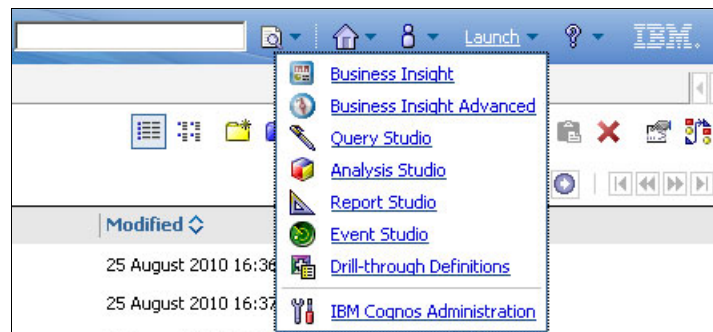 Launch
IBM.
Business Insight
Business Insight Advanced
Query Studio
Analysis Studio
Report Studio
Event Studio
Drill-through Definitions
IBM Cognos Administration
Modified
25 August 2010 16:36
25 August 2010 16:37